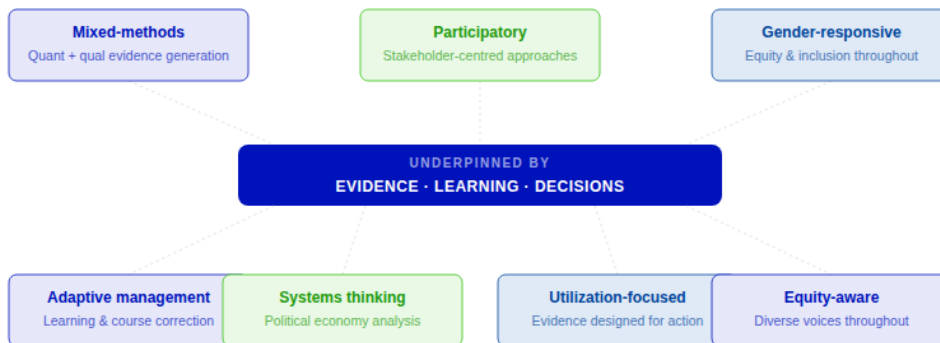 Mixed-methods
Quant + qual evidence generation
Participatory
Stakeholder-centred approaches
Gender-responsive
Equity & inclusion throughout
UNDERPINNED BY
EVIDENCE · LEARNING · DECISIONS
Adaptive management
Learning & course correction
Systems thinking
Political economy analysis
Utilization-focused
Evidence designed for action
Equity-aware
Diverse voices throughout